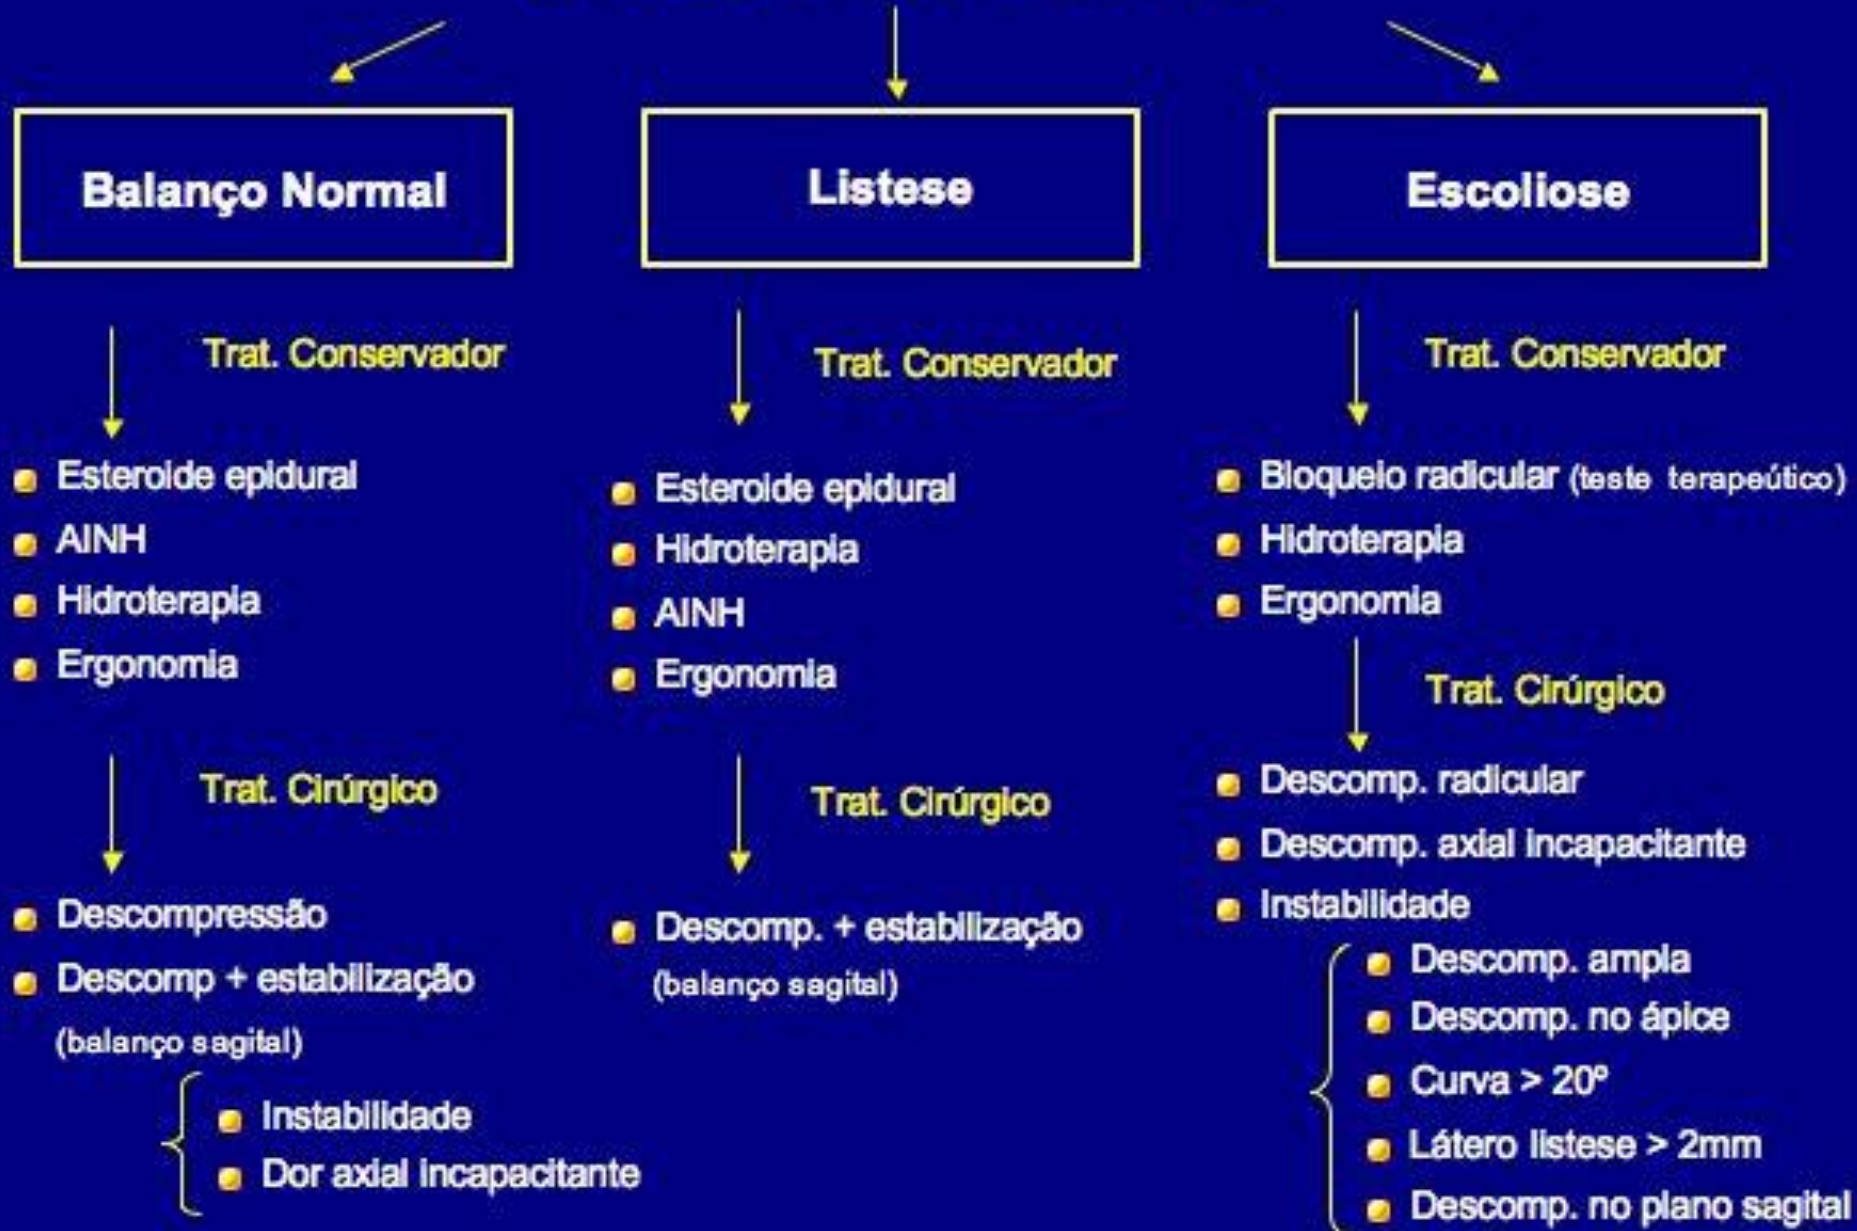 Balanço Normal
Trat. Conservador
Esteroide epidural
AINH
Hidroterapia
Ergonomia
Trat. Cirúrgico
Descompressão
Descomp + estabilização
(balanço sagital)
Instabilidade
Dor axial incapacitante
Listese
Trat. Conservador
Esteroide epidural
Hidroterapia
AINH
Ergonomia
Trat. Cirúrgico
Descomp. + estabilização
(balanço sagital)
Escoliose
Trat. Conservador
Bloqueio radicular (teste terapeútico)
Hidroterapia
Ergonomia
Trat. Cirúrgico
Descomp. radicular
Descomp. axial incapacitante
Instabilidade
Descomp. ampla
Descomp. no ápice
Curva > 20º
Látero listese > 2mm
Descomp. no plano sagital